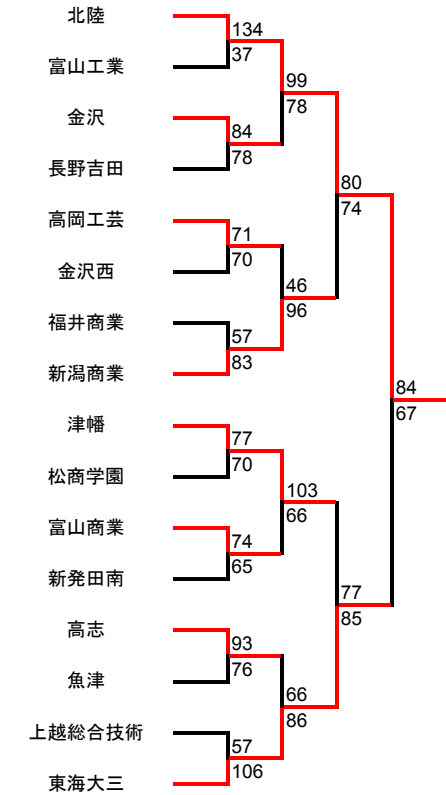 北陸
134
富山工業
37
99
78
金沢
84
長野吉田
78
80
74
高岡工芸
71
金沢西
70
46
96
福井商業
57
新潟商業
83
84
67
津幡
77
松商学園
70
103
66
富山商業
74
新発田南
65
77
85
高志
93
魚津
76
66
86
上越総合技術
57
東海大三
106